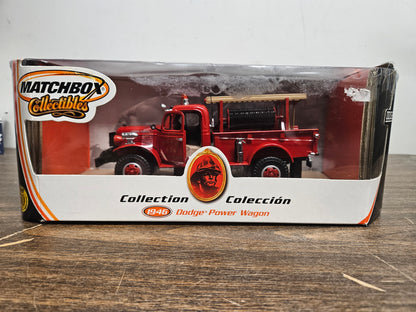 MATCHBOX
Collectibles
Collection Colección
1946 Dodge Power Wagon